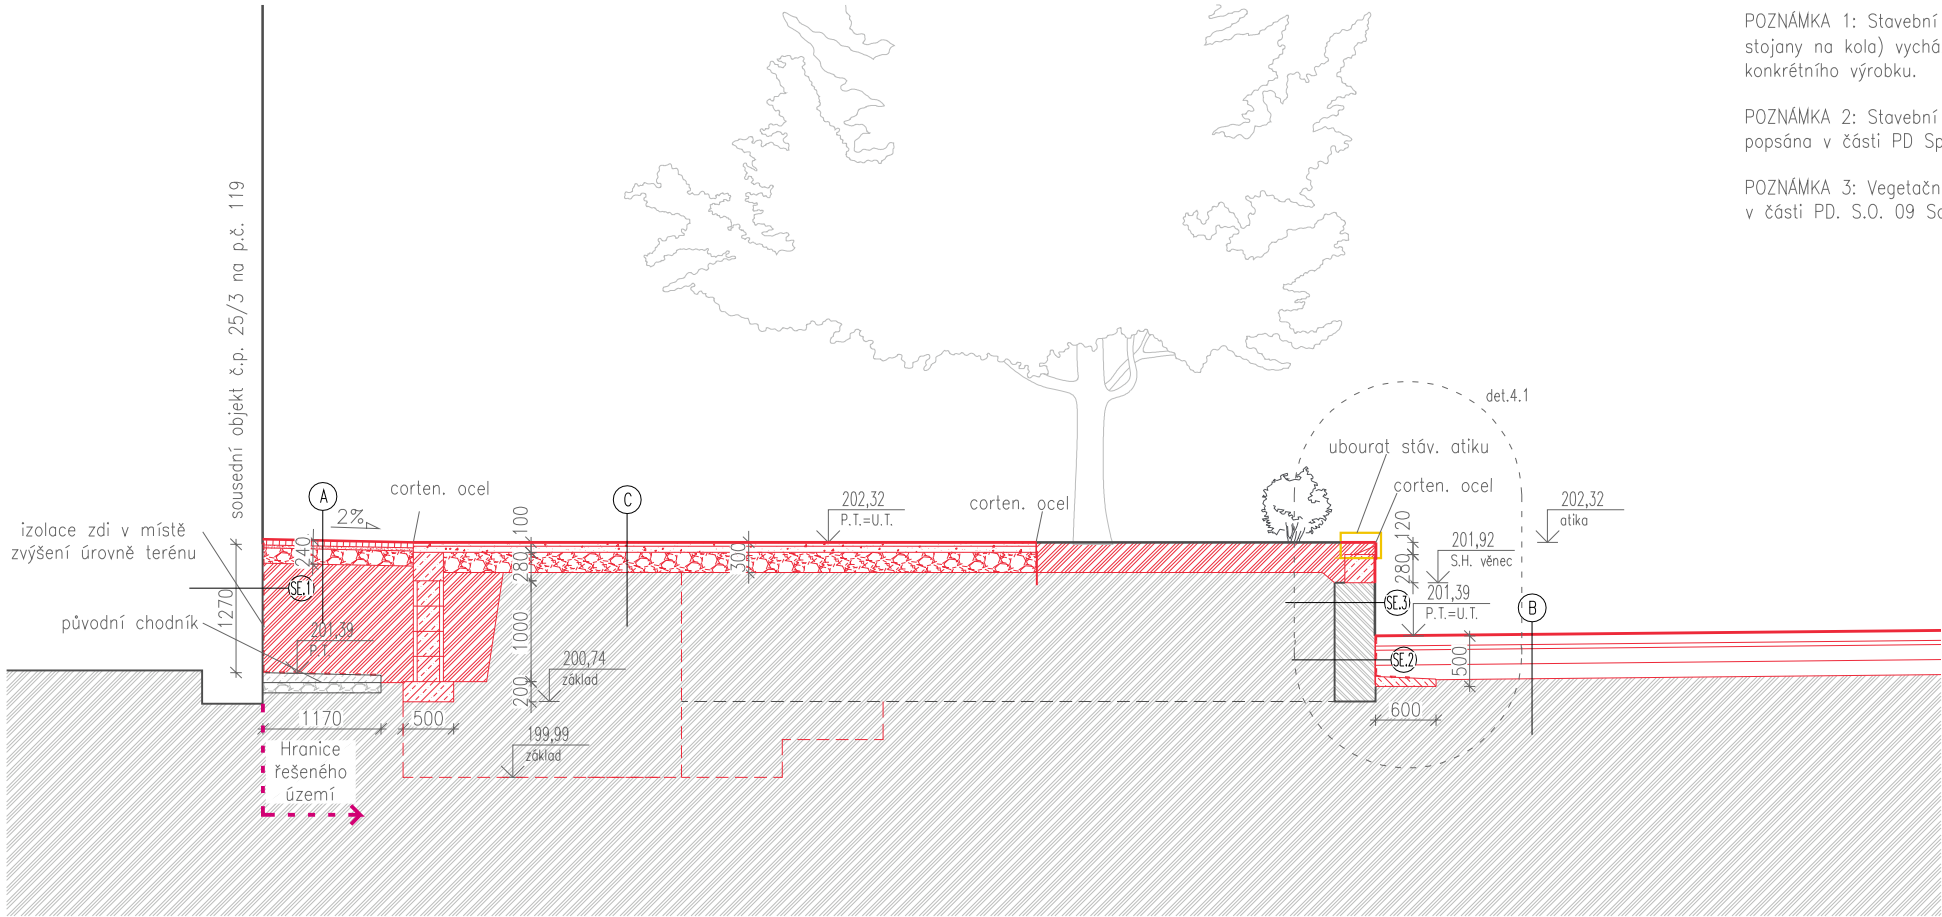 POZNÁMKA 1: Stavební
stojany na kola) vychá
konkrétního výrobku.
POZNÁMKA 2: Stavební
popsána v části PD Sp
POZNÁMKA 3: Vegetačn
v části PD. S.O. 09 Sa
sousední objekt č.p. 25/3 na p.č. 119
det.4.1
ubourat stáv. atiku
corten. ocel
corten. ocel
corten. ocel
A
C
B
2%
202,32
P.T.=U.T.
202,32
atika
izolace zdi v místě
zvýšení úrovně terénu
240
100
280
300
120
280
201,92
S.H. věnec
SE.1
SE.3
SE.2
201,39
P.T.=U.T.
1270
původní chodník
201,39
P.T.
1000
200
200,74
základ
500
600
1170
500
199,99
základ
Hranice
řešeného
území